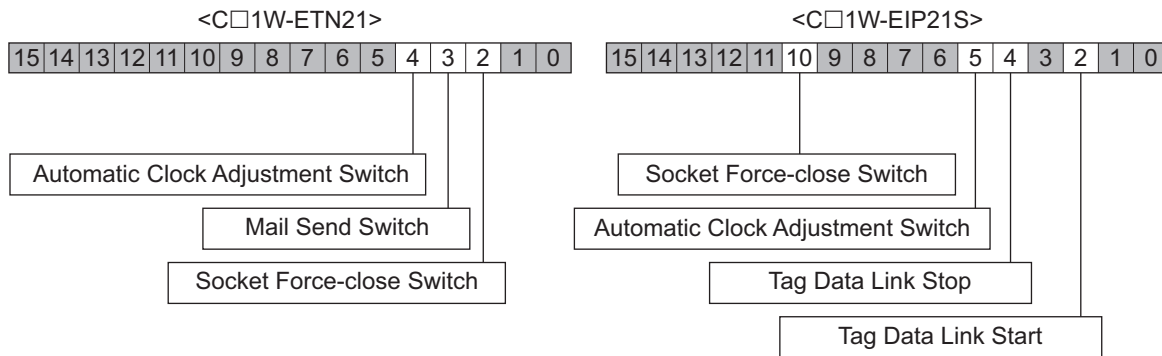 <C□1W-ETN21>
15 14 13 12 11 10 9 8 7 6 5 4 3 2 1 0
Automatic Clock Adjustment Switch
Mail Send Switch
Socket Force-close Switch
<C□1W-EIP21S>
15 14 13 12 11 10 9 8 7 6 5 4 3 2 1 0
Socket Force-close Switch
Automatic Clock Adjustment Switch
Tag Data Link Stop
Tag Data Link Start